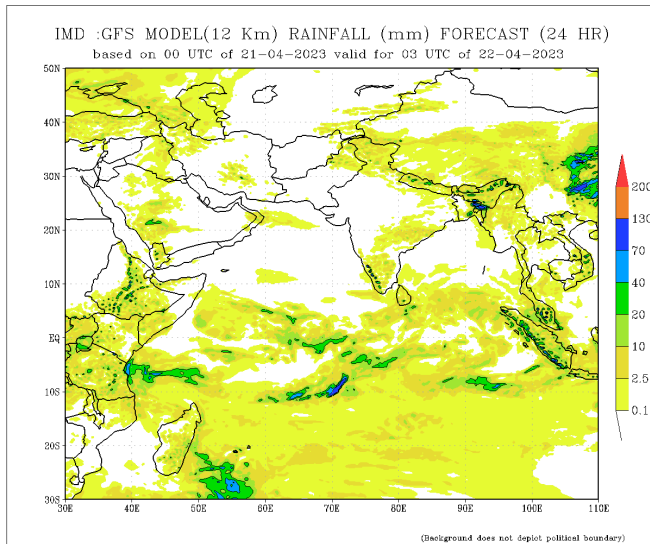 IMD :GFS MODEL(12 Km) RAINFALL (mm) FORECAST (24 HR)
based on 00 UTC of 21-04-2023 valid for 03 UTC of 22-04-2023
50N
40N
30N
20N
10N
EQ
10S
20S
30S
30E
40E
50E
60E
70E
80E
90E
100E
110E
200
130
70
40
20
10
2.5
0.1
(Background does not deplot political boundary)